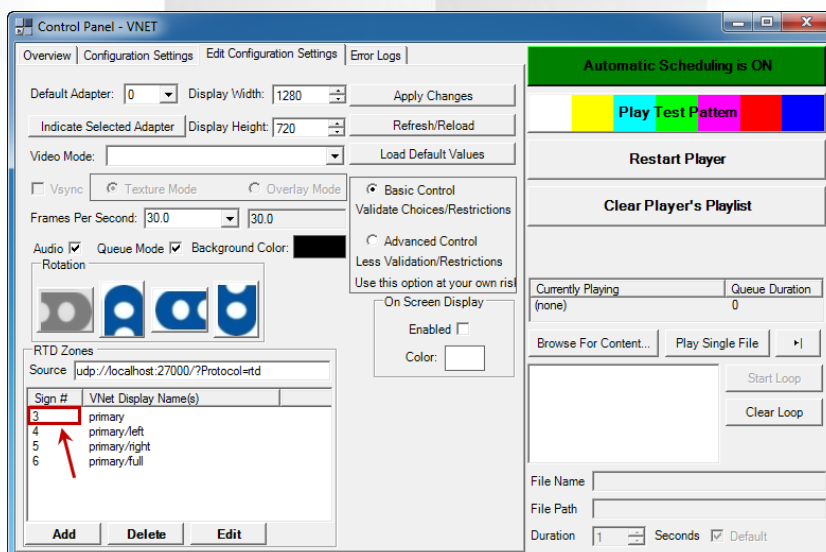 Control Panel - VNET
Overview
Configuration Settings
Edit Configuration Settings
Error Logs
Default Adapter: 0
Display Width: 1280
Apply Changes
Indicate Selected Adapter
Display Height: 720
Refresh/Reload
Video Mode:
Load Default Values
Vsync
Texture Mode
Overlay Mode
Basic Control
Validate Choices/Restrictions
Frames Per Second: 30.0
30.0
Advanced Control
Less Validation/Restrictions
Use this option at your own risk
Audio
Queue Mode
Background Color:
Rotation
On Screen Display
Enabled
Color:
RTD Zones
Source udp://localhost:27000/?Protocol=rtd
Sign # VNet Display Name(s)
3 primary
4 primary/left
5 primary/right
6 primary/full
Add
Delete
Edit
Automatic Scheduling is ON
Play Test Pattern
Restart Player
Clear Player's Playlist
Currently Playing Queue Duration
(none) 0
Browse For Content...
Play Single File
Start Loop
Clear Loop
File Name
File Path
Duration 1 Seconds Default